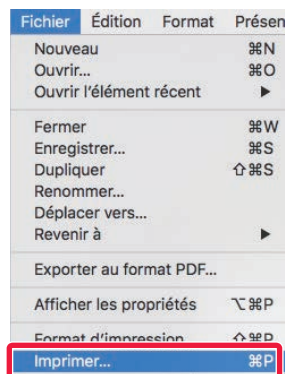 Fichier Édition Format Présen
Nouveau ⌘N
Ouvrir... ⌘O
Ouvrir l'élément récent ▶
Fermer ⌘W
Enregistrer... ⌘S
Dupliquer ⇧⌘S
Renommer...
Déplacer vers...
Revenir à ▶
Exporter au format PDF...
Afficher les propriétés ⌥⌘P
Format d'impression ⇧⌘P
Imprimer... ⌘P